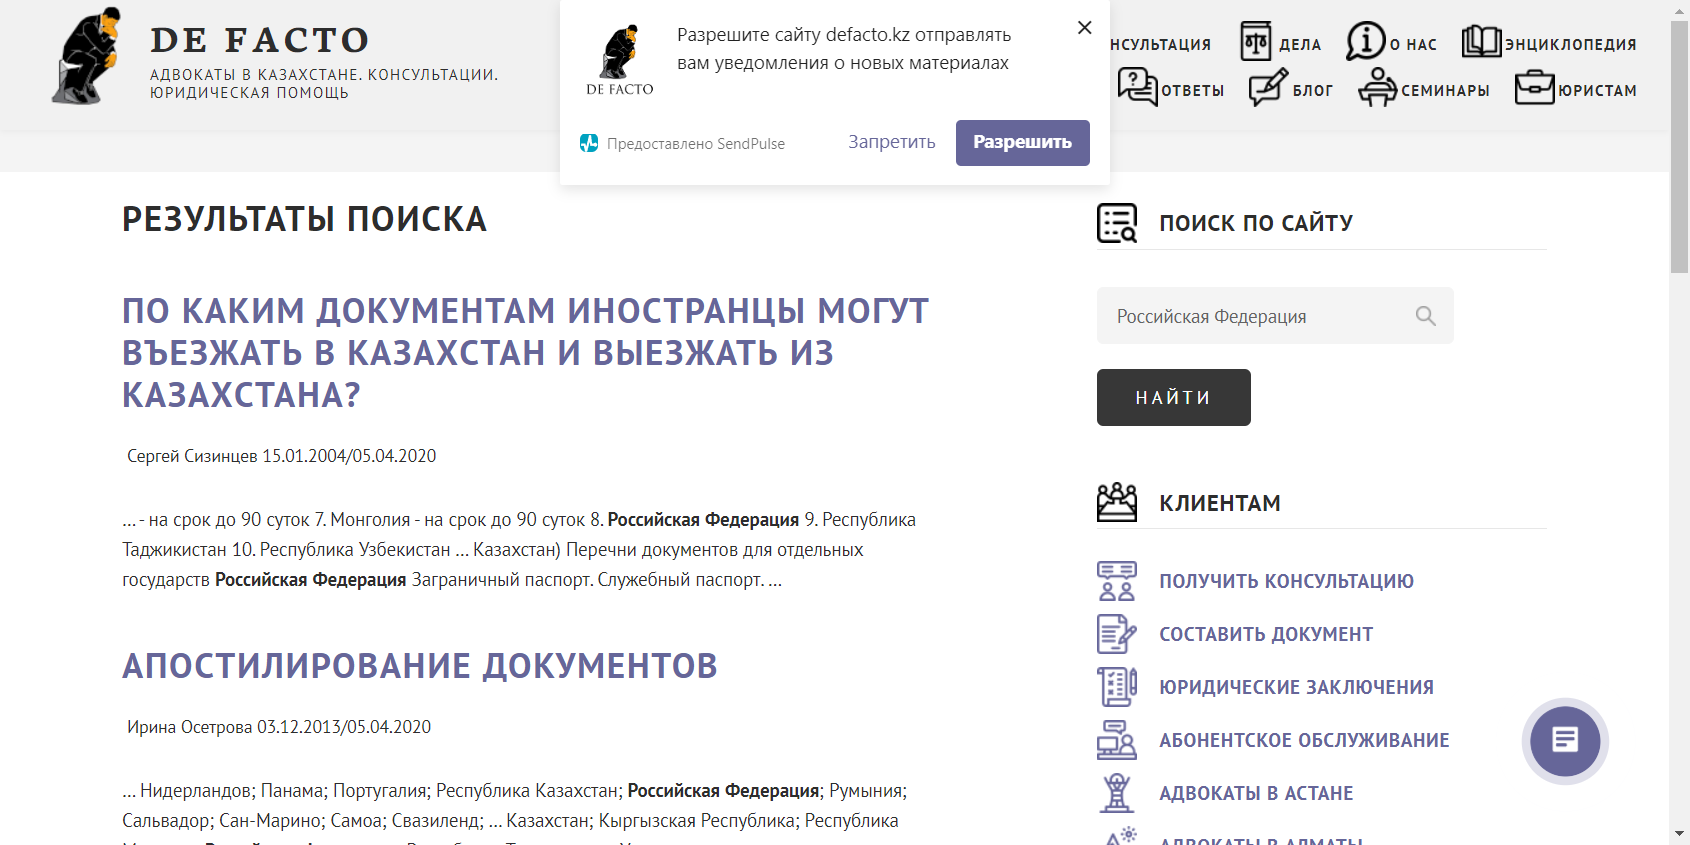 DE FACTO
АДВОКАТЫ В КАЗАХСТАНЕ. КОНСУЛЬТАЦИИ.
ЮРИДИЧЕСКАЯ ПОМОЩЬ
Разрешите сайту defacto.kz отправлять
вам уведомления о новых материалах
DE FACTO
Предоставлено SendPulse
Запретить
Разрешить
НСУЛЬТАЦИЯ
ДЕЛА
О НАС
ЭНЦИКЛОПЕДИЯ
ОТВЕТЫ
БЛОГ
СЕМИНАРЫ
ЮРИСТАМ
РЕЗУЛЬТАТЫ ПОИСКА
ПО КАКИМ ДОКУМЕНТАМ ИНОСТРАНЦЫ МОГУТ
ВЪЕЗЖАТЬ В КАЗАХСТАН И ВЫЕЗЖАТЬ ИЗ
КАЗАХСТАНА?
Сергей Сизинцев 15.01.2004/05.04.2020
... - на срок до 90 суток 7. Монголия - на срок до 90 суток 8. Российская Федерация 9. Республика
Таджикистан 10. Республика Узбекистан ... Казахстан) Перечни документов для отдельных
государств Российская Федерация Заграничный паспорт. Служебный паспорт. ...
АПОСТИЛИРОВАНИЕ ДОКУМЕНТОВ
Ирина Осетрова 03.12.2013/05.04.2020
... Нидерландов; Панама; Португалия; Республика Казахстан; Российская Федерация; Румыния;
Сальвадор; Сан-Марино; Самоа; Свазиленд; ... Казахстан; Кыргызская Республика; Республика
ПОИСК ПО САЙТУ
Российская Федерация
НАЙТИ
КЛИЕНТАМ
ПОЛУЧИТЬ КОНСУЛЬТАЦИЮ
СОСТАВИТЬ ДОКУМЕНТ
ЮРИДИЧЕСКИЕ ЗАКЛЮЧЕНИЯ
АБОНЕНТСКОЕ ОБСЛУЖИВАНИЕ
АДВОКАТЫ В АСТАНЕ
АДВОКАТЫ В АЛМАТЫ